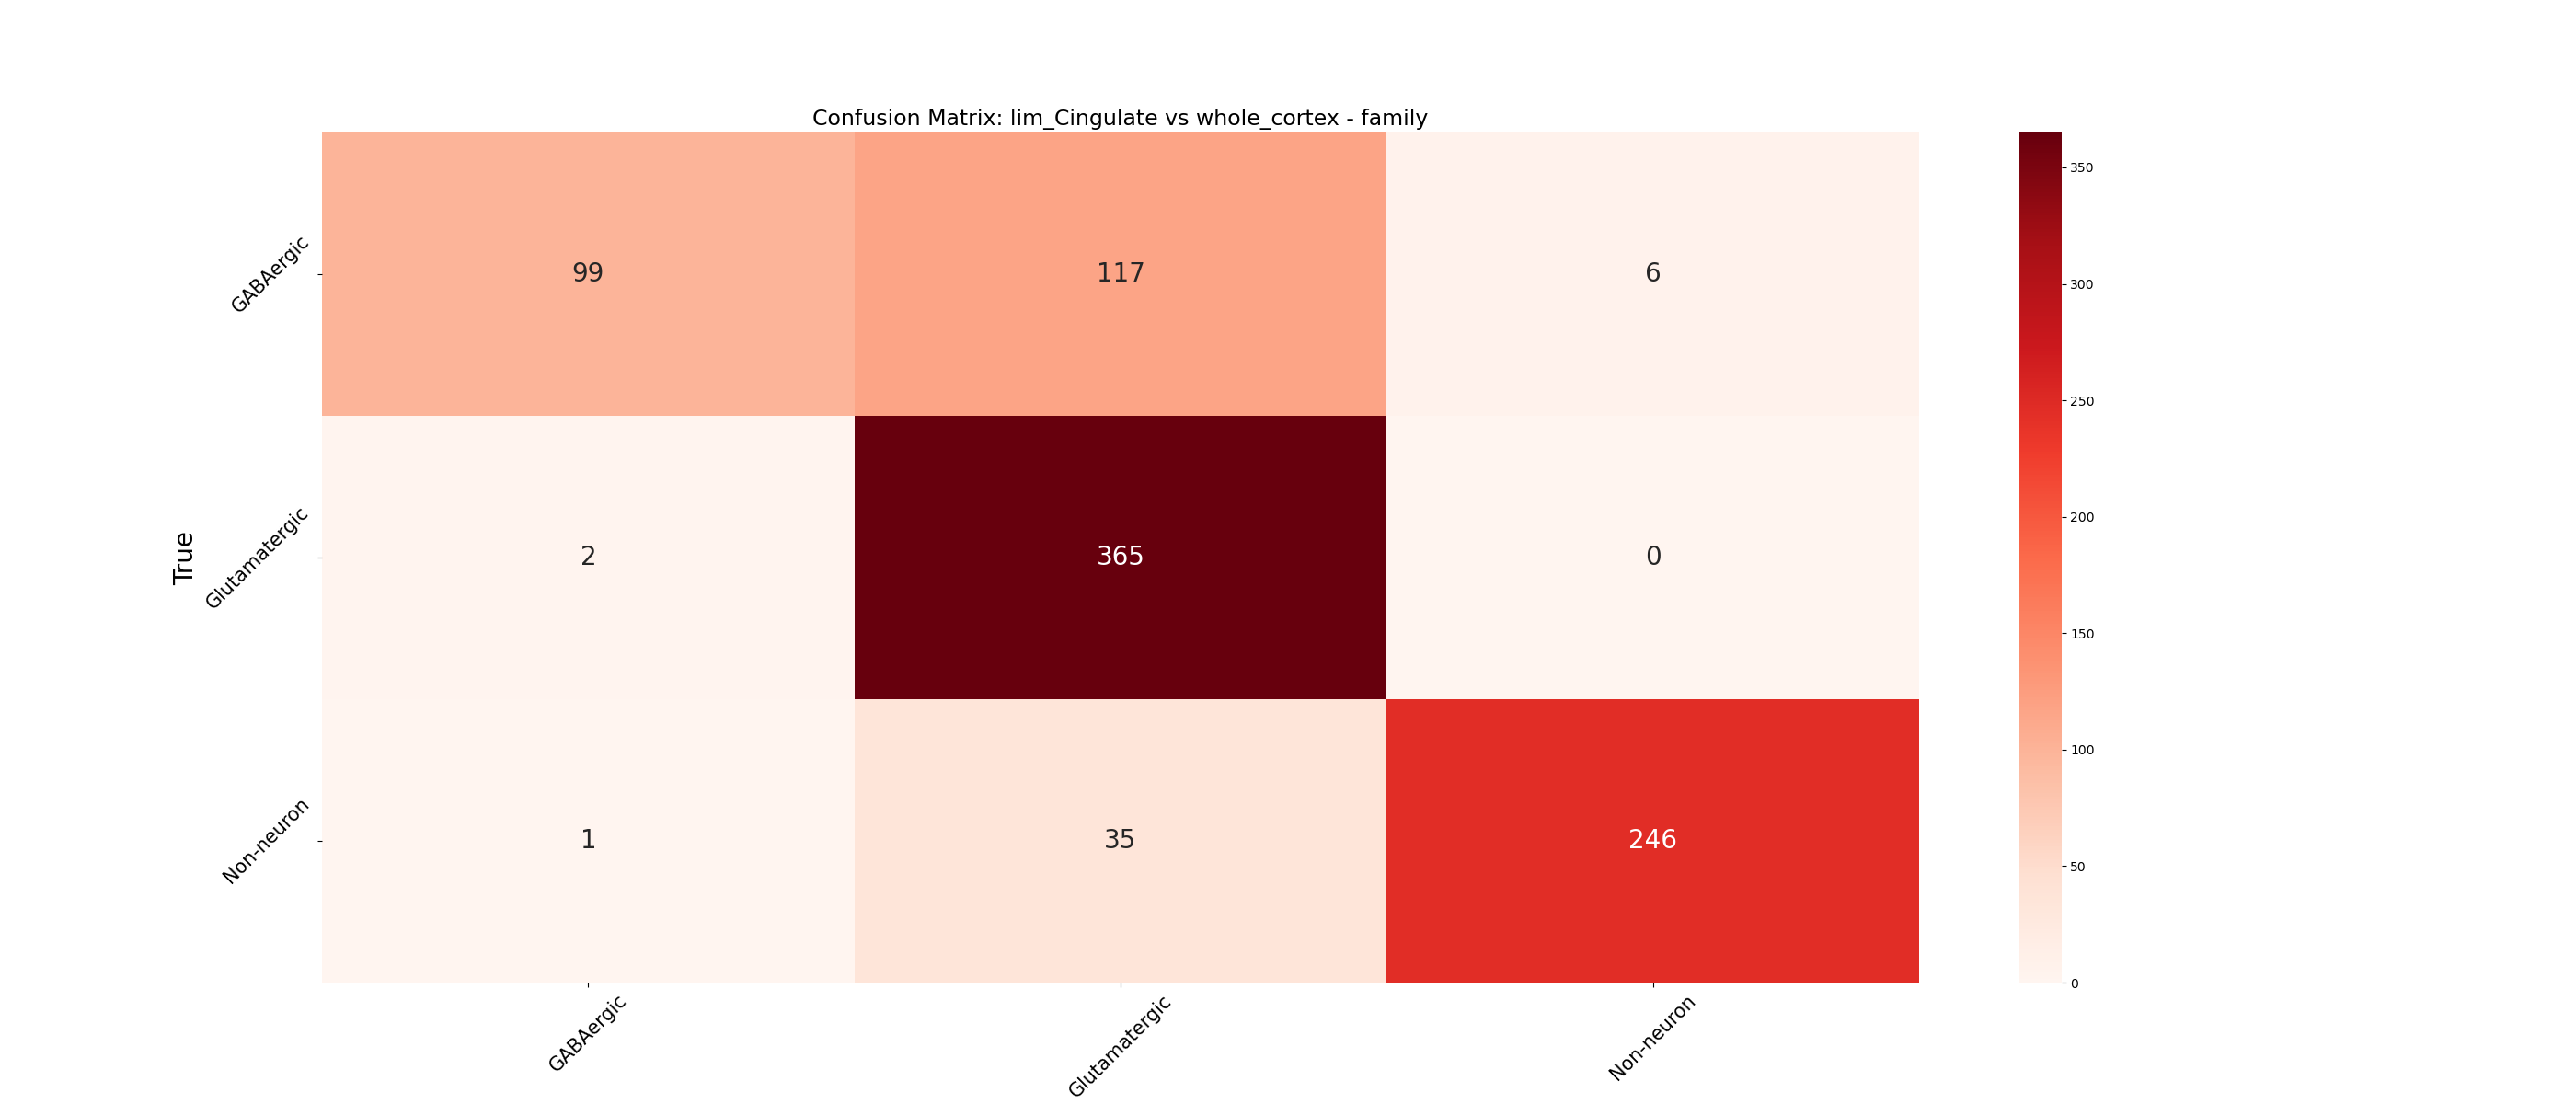 Confusion Matrix: lim_Cingulate vs whole_cortex - family
True
GABAergic
99
117
6
Glutamatergic
2
365
0
Non-neuron
1
35
246
GABAergic
Glutamatergic
Non-neuron
350
300
250
200
150
100
50
0